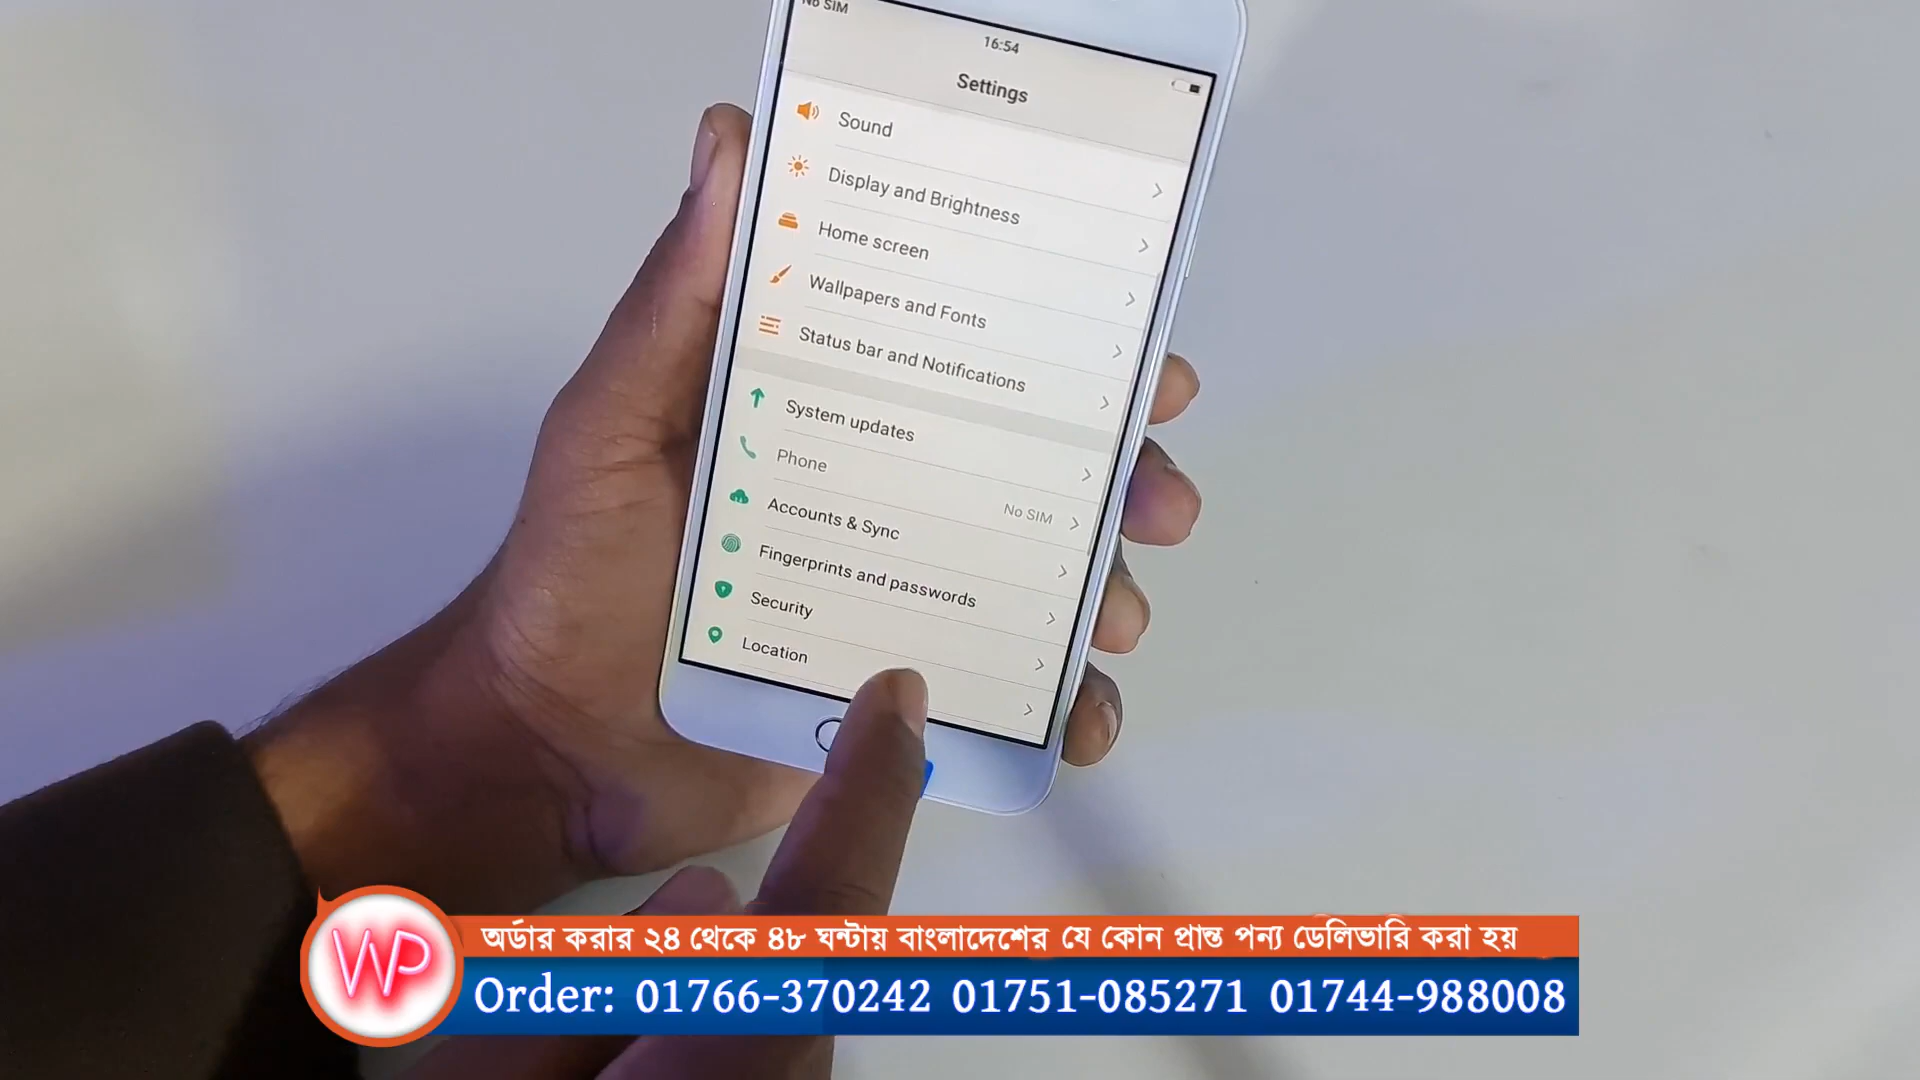 No SIM
16:54
Settings
Sound
Display and Brightness
Home screen
Wallpapers and Fonts
Status bar and Notifications
System updates
Phone
No SIM
Accounts & Sync
Fingerprints and passwords
Security
Location
WP
অর্ডার করার ২৪ থেকে ৪৮ ঘন্টায় বাংলাদেশের যে কোন প্রান্ত পন্য ডেলিভারি করা হয়
Order: 01766-370242 01751-085271 01744-988008